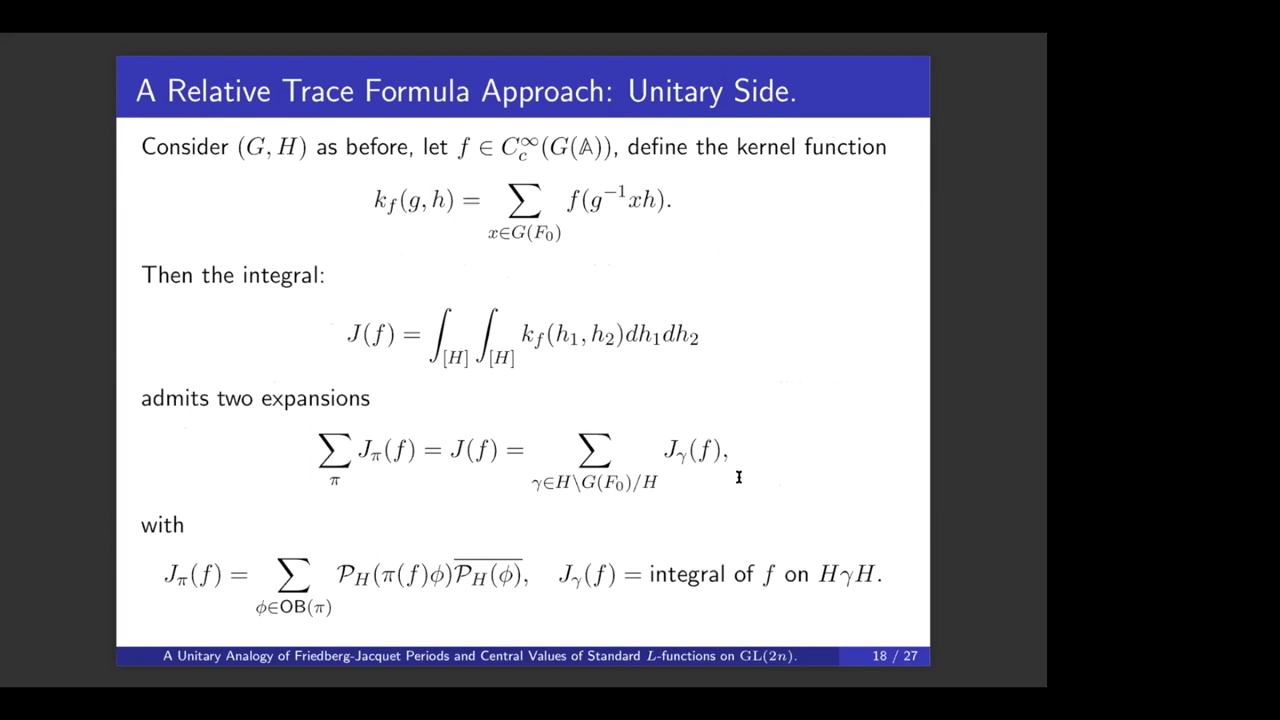 A Relative Trace Formula Approach: Unitary Side.
Consider (G, H) as before, let f ∈ C_c^∞(G(𝔸)), define the kernel function
k_f(g, h) = ∑_{x∈G(F_0)} f(g^{-1}xh).
Then the integral:
J(f) = ∫_{[H]} ∫_{[H]} k_f(h_1, h_2)dh_1dh_2
admits two expansions
∑_π J_π(f) = J(f) = ∑_{γ∈H\G(F_0)/H} J_γ(f),
with
J_π(f) = ∑_{φ∈OB(π)} 𝒫_H(π(f)φ)\overline{𝒫_H(φ)}, J_γ(f) = integral of f on HγH.
A Unitary Analogy of Friedberg-Jacquet Periods and Central Values of Standard L-functions on GL(2n). 18 / 27